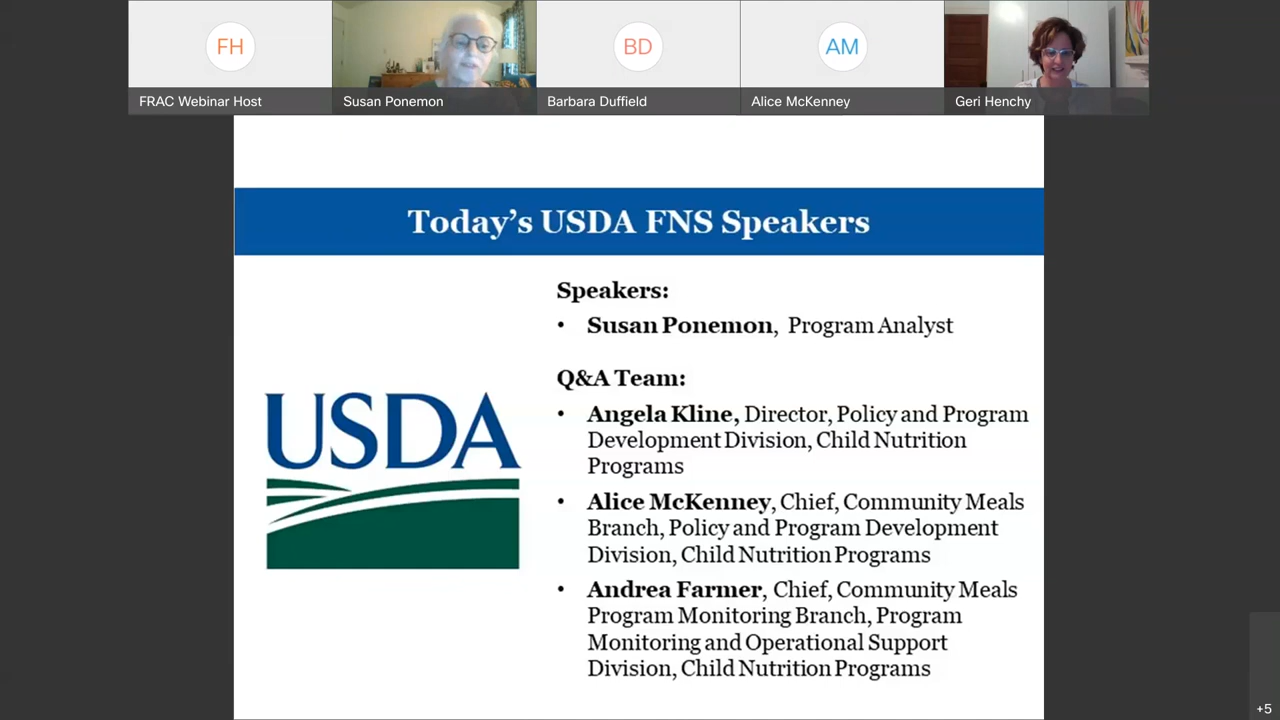 FH
BD
AM
FRAC Webinar Host
Susan Ponemon
Barbara Duffield
Alice McKenney
Geri Henchy
Today's USDA FNS Speakers
Speakers:
• Susan Ponemon, Program Analyst
Q&A Team:
• Angela Kline, Director, Policy and Program
Development Division, Child Nutrition
Programs
• Alice McKenney, Chief, Community Meals
Branch, Policy and Program Development
Division, Child Nutrition Programs
• Andrea Farmer, Chief, Community Meals
Program Monitoring Branch, Program
Monitoring and Operational Support
Division, Child Nutrition Programs
USDA
+5